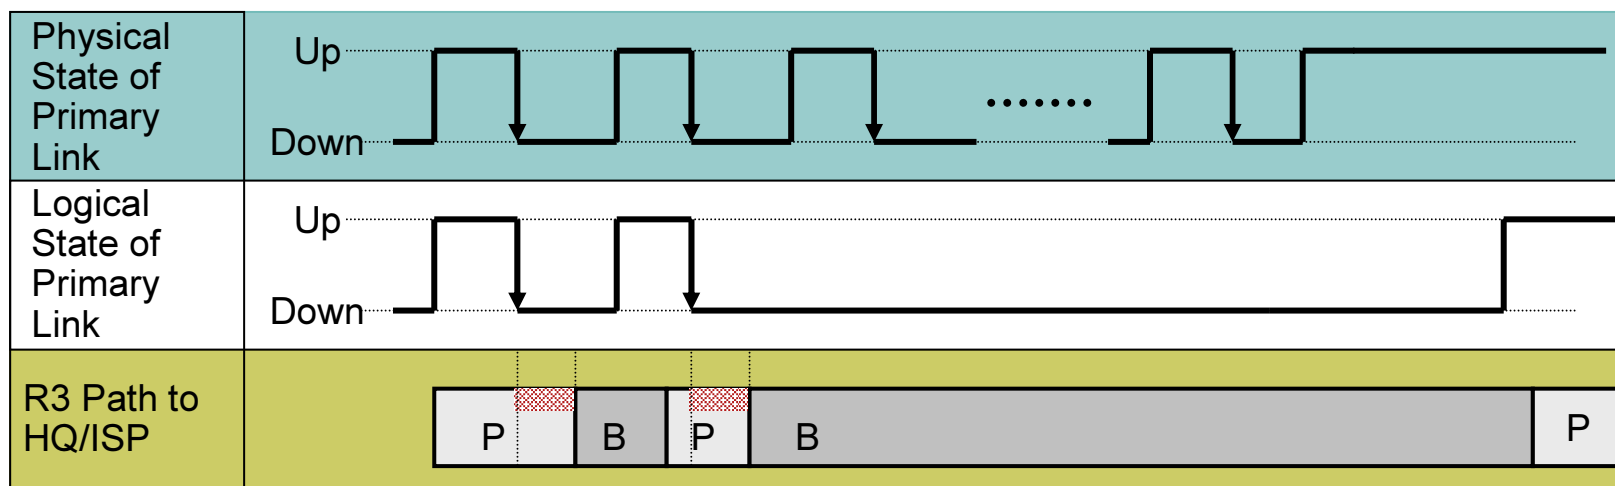 Physical
State of
Primary
Link
Up
Down
Logical
State of
Primary
Link
Up
Down
R3 Path to
HQ/ISP
P B P B P